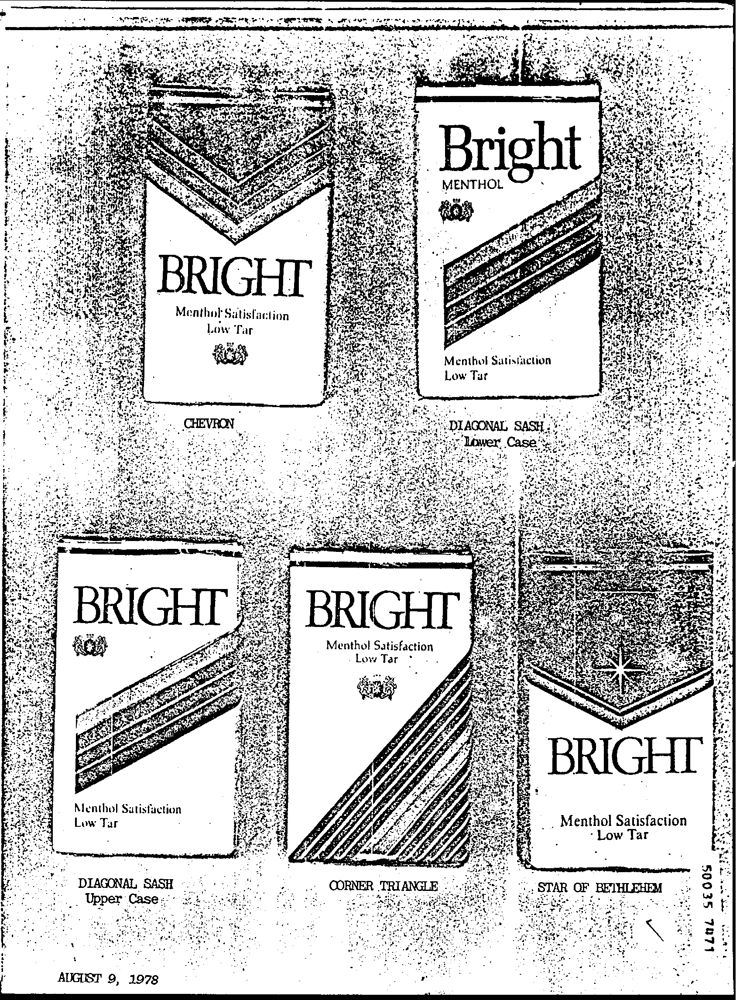 BRIGHT
Menthol Satisfaction
Low Tar
CHEVRON
Bright
MENTHOL
Menthol Satisfaction
Low Tar
DIAGONAL SASH
Lower Case
BRIGHT
Menthol Satisfaction
Low Tar
DIAGONAL SASH
Upper Case
BRIGHT
Menthol Satisfaction
Low Tar
CORNER TRIANGLE
BRIGHT
Menthol Satisfaction
Low Tar
STAR OF BETHLEHEM
50035 7071
AUGUST 9, 1978